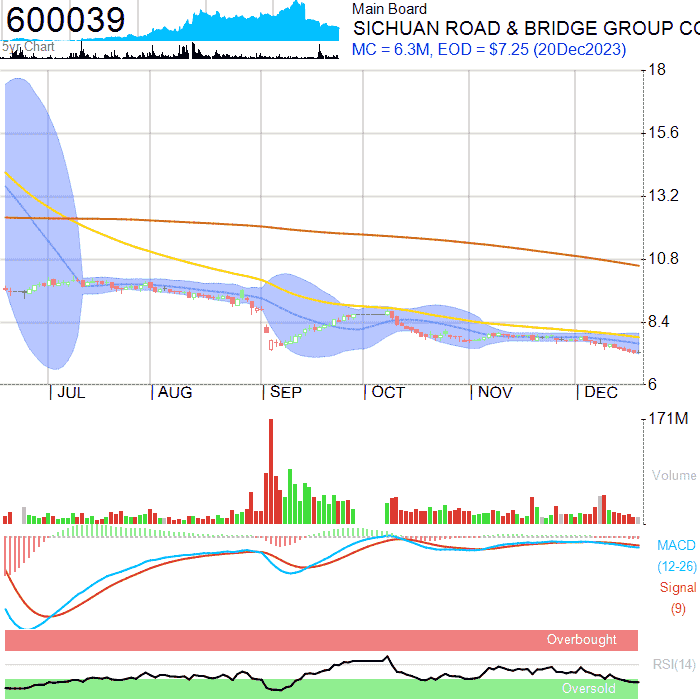 600039
5yr Chart
Main Board
SICHUAN ROAD & BRIDGE GROUP CO
MC = 6.3M, EOD = $7.25 (20Dec2023)
18
15.6
13.2
10.8
8.4
6
JUL AUG SEP OCT NOV DEC
171M
Volume
MACD
(12-26)
Signal
(9)
Overbought
RSI(14)
Oversold